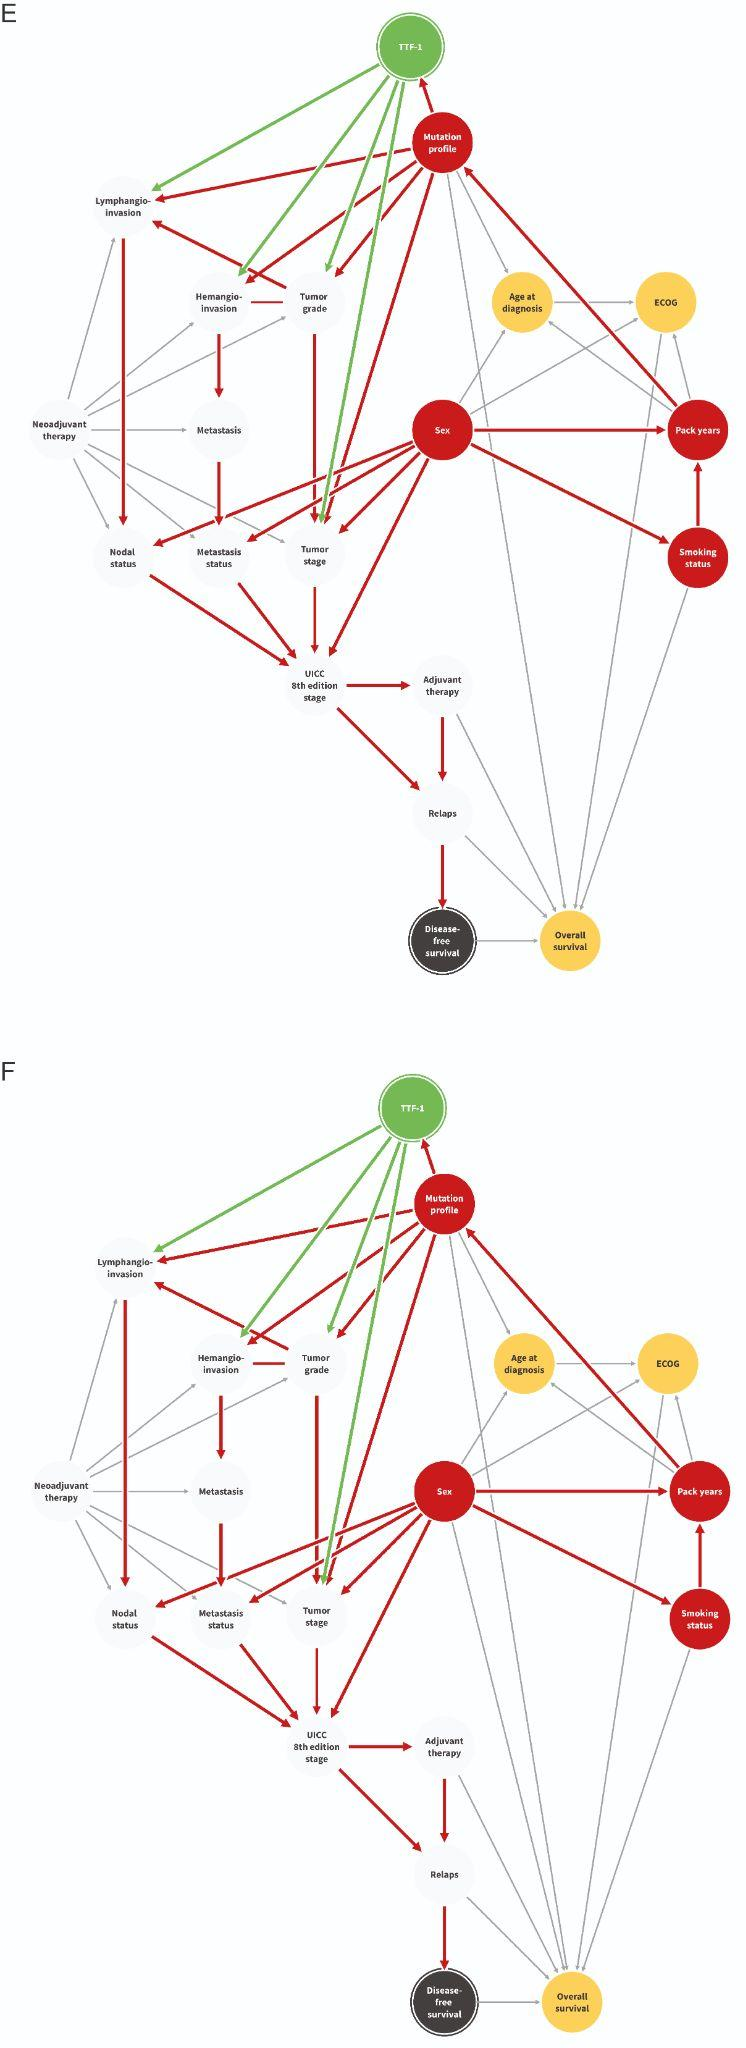 E
TTF-1
Mutation
profile
Lymphangio-
invasion
Hemangio-
invasion
Tumor
grade
Age at
diagnosis
ECOG
Neoadjuvant
therapy
Metastasis
Sex
Pack years
Nodal
status
Metastasis
status
Tumor
stage
Smoking
status
UICC
8th edition
stage
Adjuvant
therapy
Relaps
Disease-
free
survival
Overall
survival
F
TTF-1
Mutation
profile
Lymphangio-
invasion
Hemangio-
invasion
Tumor
grade
Age at
diagnosis
ECOG
Neoadjuvant
therapy
Metastasis
Sex
Pack years
Nodal
status
Metastasis
status
Tumor
stage
Smoking
status
UICC
8th edition
stage
Adjuvant
therapy
Relaps
Disease-
free
survival
Overall
survival